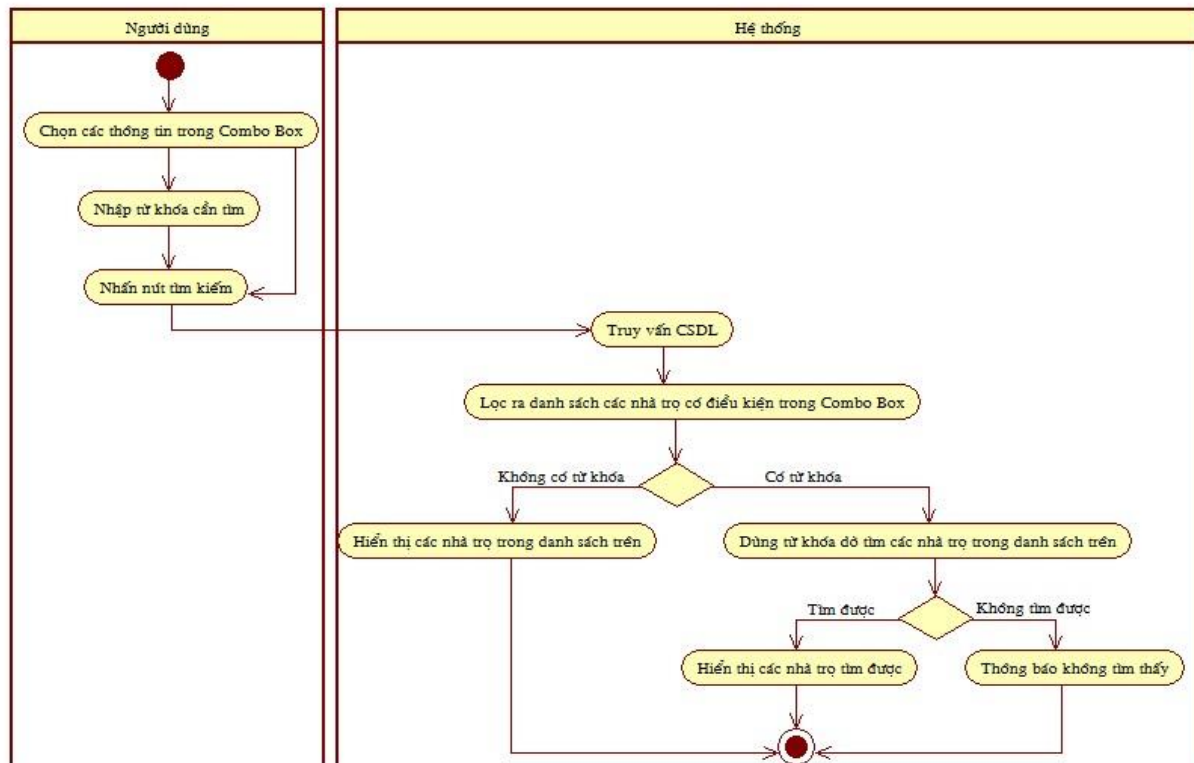 Người dùng
Hệ thống
Chọn các thông tin trong Combo Box
Nhập từ khóa cần tìm
Nhấn nút tìm kiếm
Truy vấn CSDL
Lọc ra danh sách các nhà trọ có điều kiện trong Combo Box
Không có từ khóa
Có từ khóa
Hiển thị các nhà trọ trong danh sách trên
Dùng từ khóa dò tìm các nhà trọ trong danh sách trên
Tìm được
Không tìm được
Hiển thị các nhà trọ tìm được
Thông báo không tìm thấy